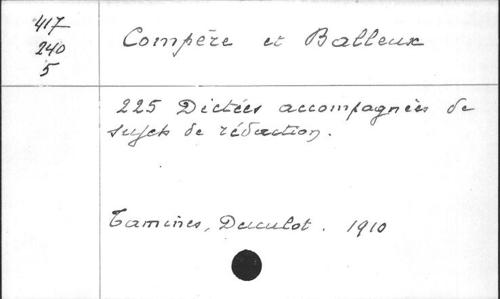 417
240
5
Compère et Balleux
225 Dictées accompagnées de
sujets de rédaction.
Tamines, Duculot. 1910